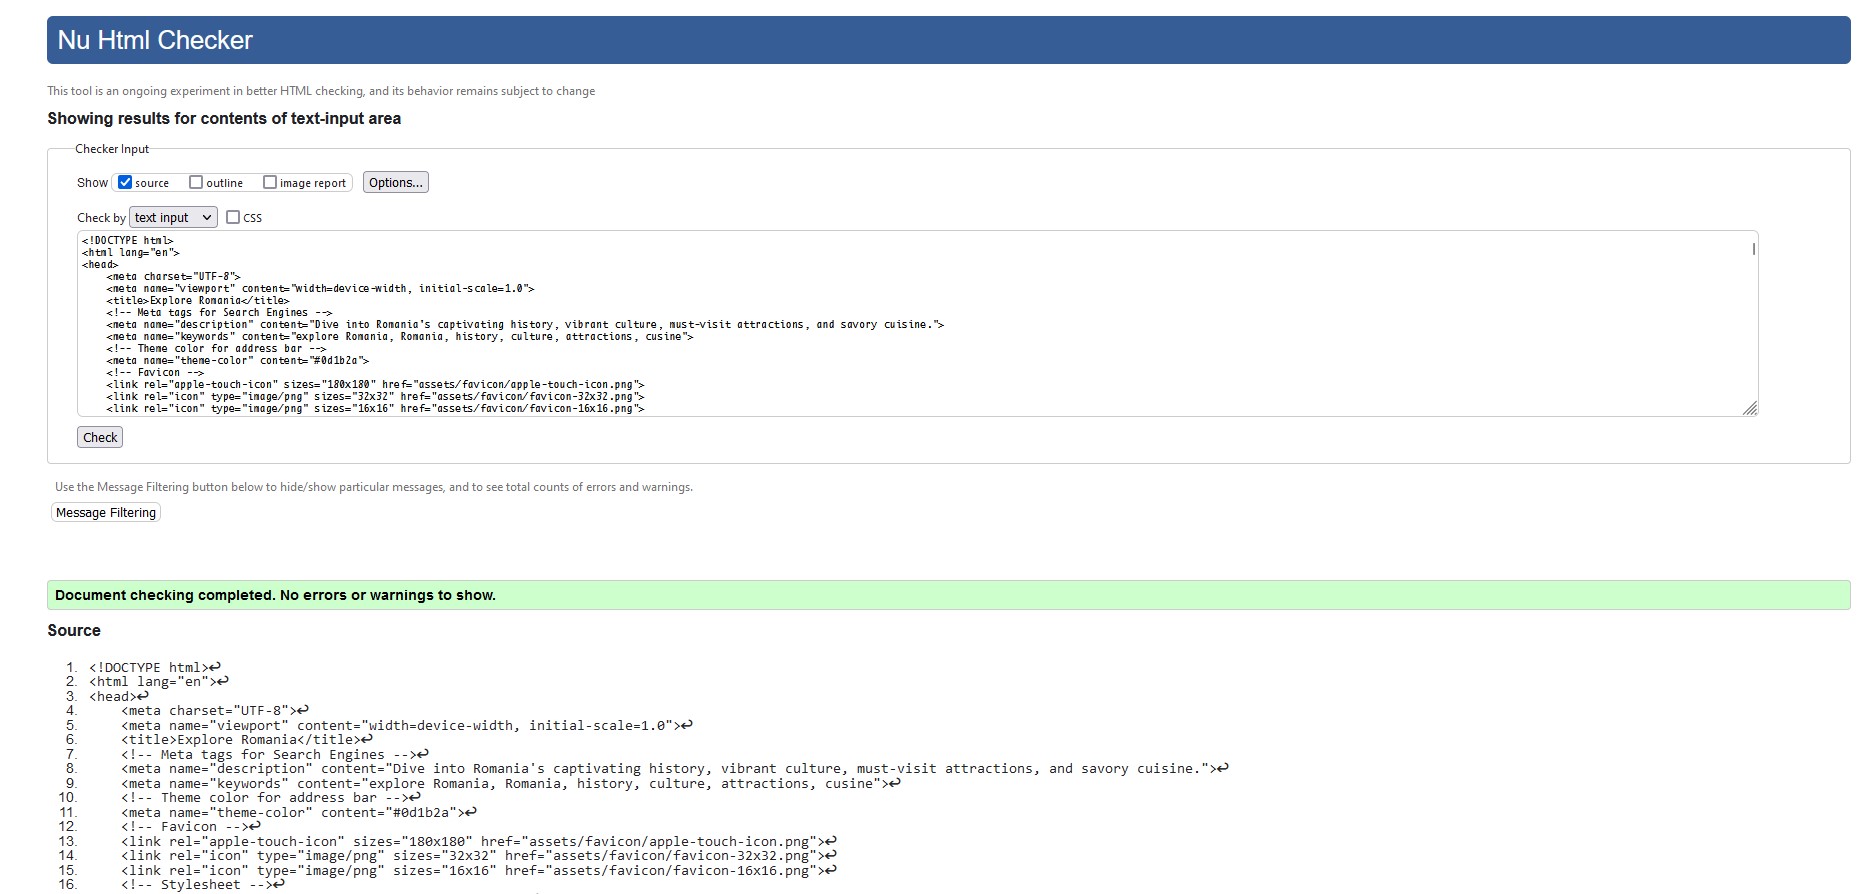 Nu Html Checker
This tool is an ongoing experiment in better HTML checking, and its behavior remains subject to change
Showing results for contents of text-input area
Checker Input
Show source outline image report Options...
Check by text input CSS
<!DOCTYPE html>
<html lang="en">
<head>
    <meta charset="UTF-8">
    <meta name="viewport" content="width=device-width, initial-scale=1.0">
    <title>Explore Romania</title>
    <!-- Meta tags for Search Engines -->
    <meta name="description" content="Dive into Romania's captivating history, vibrant culture, must-visit attractions, and savory cuisine.">
    <meta name="keywords" content="explore Romania, Romania, history, culture, attractions, cusine">
    <!-- Theme color for address bar -->
    <meta name="theme-color" content="#0d1b2a">
    <!-- Favicon -->
    <link rel="apple-touch-icon" sizes="180x180" href="assets/favicon/apple-touch-icon.png">
    <link rel="icon" type="image/png" sizes="32x32" href="assets/favicon/favicon-32x32.png">
    <link rel="icon" type="image/png" sizes="16x16" href="assets/favicon/favicon-16x16.png">
Check
Use the Message Filtering button below to hide/show particular messages, and to see total counts of errors and warnings.
Message Filtering
Document checking completed. No errors or warnings to show.
Source
1. <!DOCTYPE html>↩
2. <html lang="en">↩
3. <head>↩
4.     <meta charset="UTF-8">↩
5.     <meta name="viewport" content="width=device-width, initial-scale=1.0">↩
6.     <title>Explore Romania</title>↩
7.     <!-- Meta tags for Search Engines -->↩
8.     <meta name="description" content="Dive into Romania's captivating history, vibrant culture, must-visit attractions, and savory cuisine.">↩
9.     <meta name="keywords" content="explore Romania, Romania, history, culture, attractions, cusine">↩
10.     <!-- Theme color for address bar -->↩
11.     <meta name="theme-color" content="#0d1b2a">↩
12.     <!-- Favicon -->↩
13.     <link rel="apple-touch-icon" sizes="180x180" href="assets/favicon/apple-touch-icon.png">↩
14.     <link rel="icon" type="image/png" sizes="32x32" href="assets/favicon/favicon-32x32.png">↩
15.     <link rel="icon" type="image/png" sizes="16x16" href="assets/favicon/favicon-16x16.png">↩
16.     <!-- Stylesheet -->↩